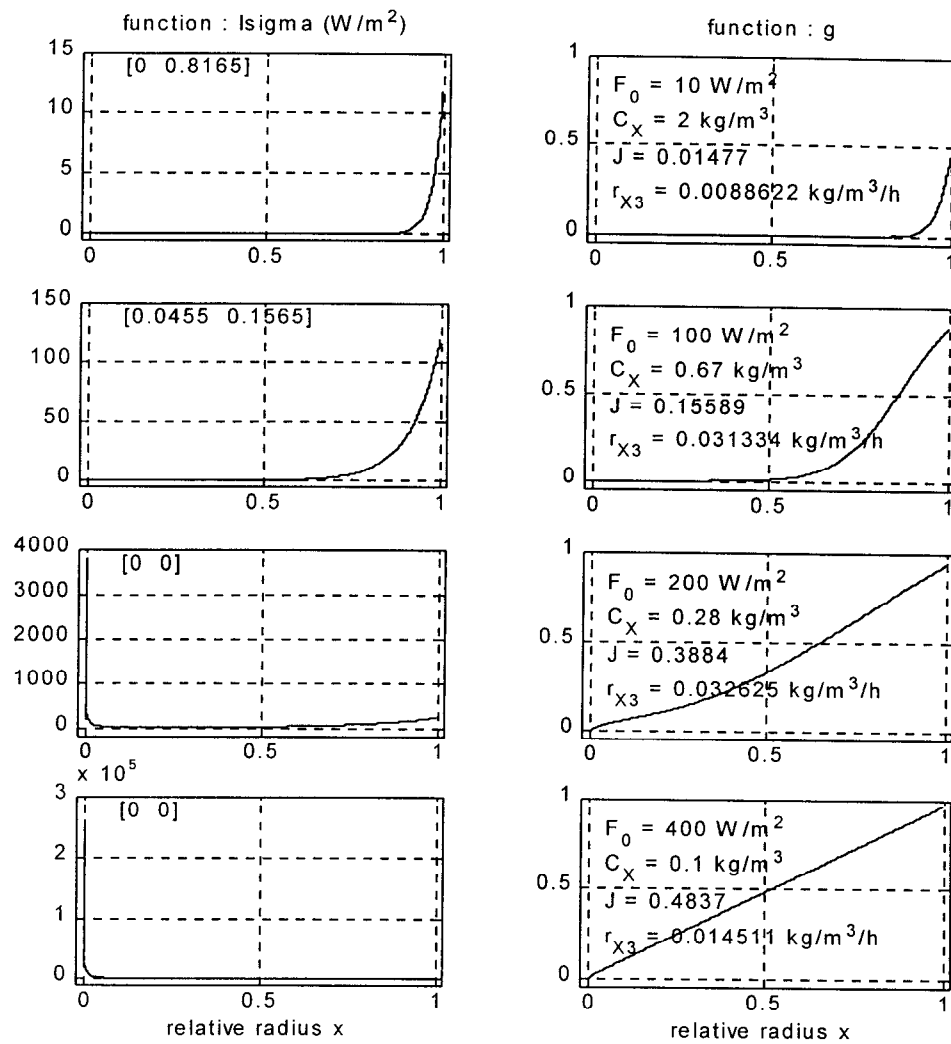 function : Isigma (W/m²)
function : g
15
10
5
0
[0 0.8165]
0
0.5
1
1
0.5
0
F₀ = 10 W/m²
Cₓ = 2 kg/m³
J = 0.01477
r_X3 = 0.0088622 kg/m³/h
0
0.5
1
150
100
50
0
[0.0455 0.1565]
0
0.5
1
1
0.5
0
F₀ = 100 W/m²
Cₓ = 0.67 kg/m³
J = 0.15589
r_X3 = 0.031334 kg/m³/h
0
0.5
1
4000
3000
2000
1000
0
[0 0]
0
0.5
1
1
0.5
0
F₀ = 200 W/m²
Cₓ = 0.28 kg/m³
J = 0.3884
r_X3 = 0.032625 kg/m³/h
0
0.5
1
x 10⁵
3
2
1
0
[0 0]
0
0.5
1
relative radius x
1
0.5
0
F₀ = 400 W/m²
Cₓ = 0.1 kg/m³
J = 0.4837
r_X3 = 0.014511 kg/m³/h
0
0.5
1
relative radius x